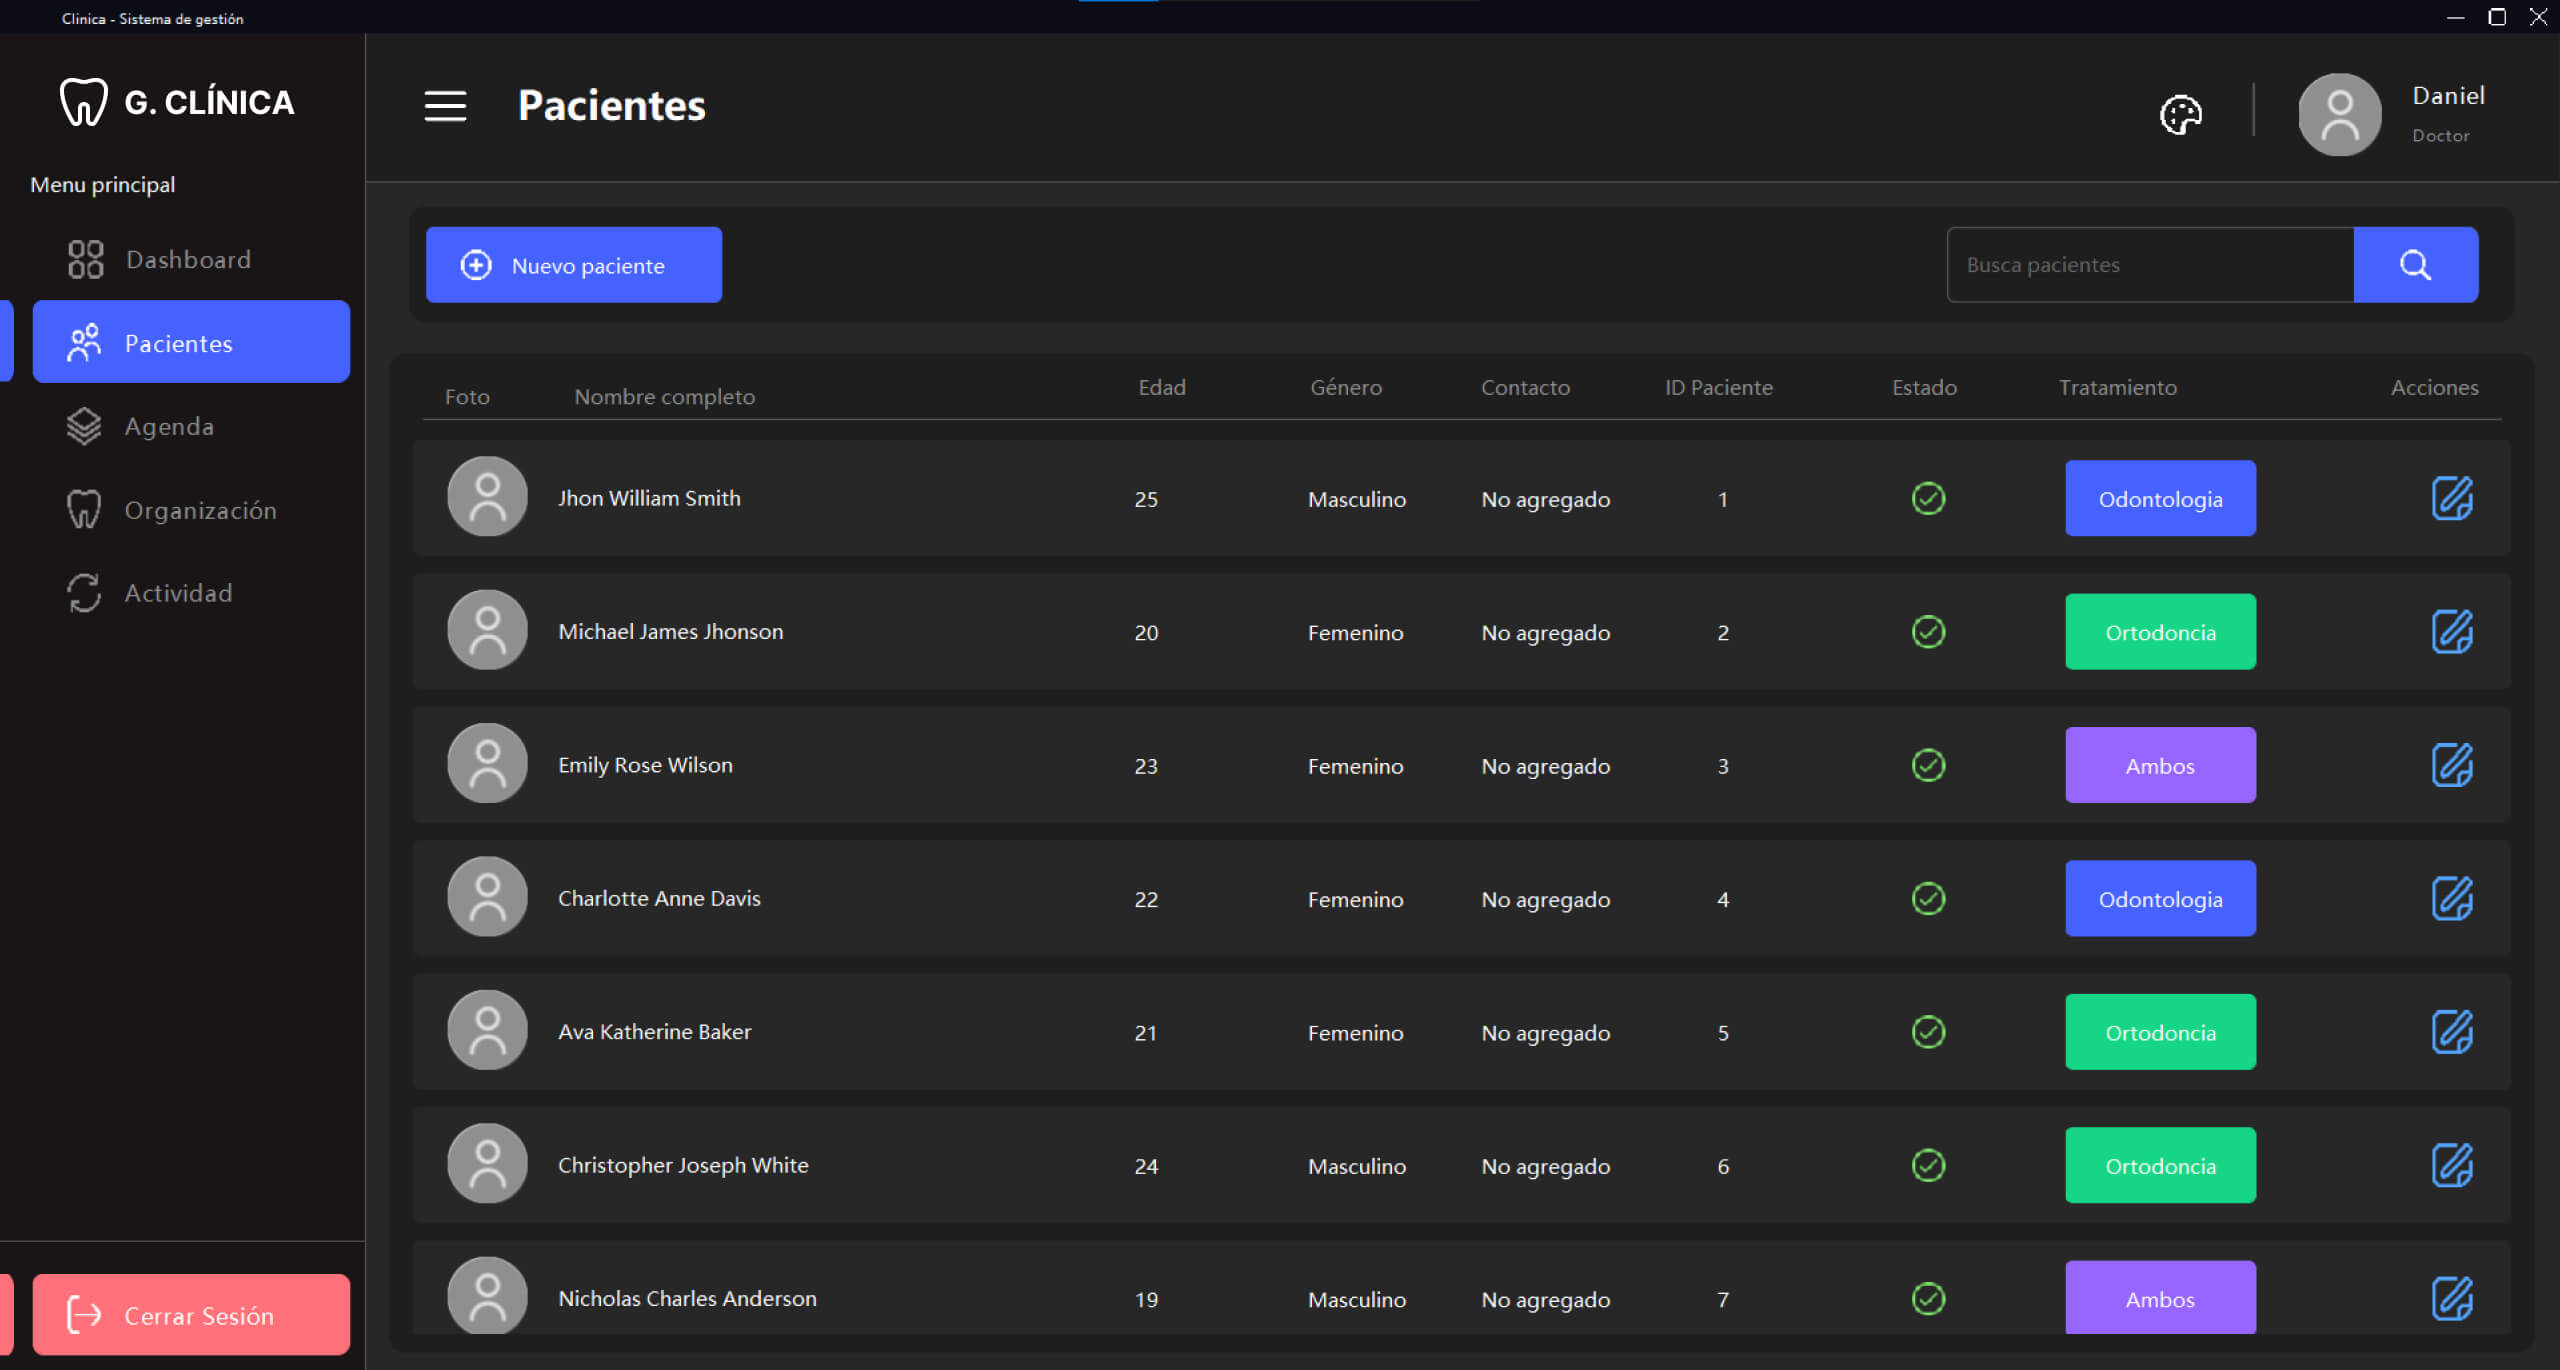 Clinica - Sistema de gestión
G. CLÍNICA
Menu principal
Dashboard
Pacientes
Agenda
Organización
Actividad
Cerrar Sesión
Pacientes
Daniel
Doctor
Nuevo paciente
Busca pacientes
Foto Nombre completo Edad Género Contacto ID Paciente Estado Tratamiento Acciones
Jhon William Smith 25 Masculino No agregado 1 Odontologia
Michael James Jhonson 20 Femenino No agregado 2 Ortodoncia
Emily Rose Wilson 23 Femenino No agregado 3 Ambos
Charlotte Anne Davis 22 Femenino No agregado 4 Odontologia
Ava Katherine Baker 21 Femenino No agregado 5 Ortodoncia
Christopher Joseph White 24 Masculino No agregado 6 Ortodoncia
Nicholas Charles Anderson 19 Masculino No agregado 7 Ambos